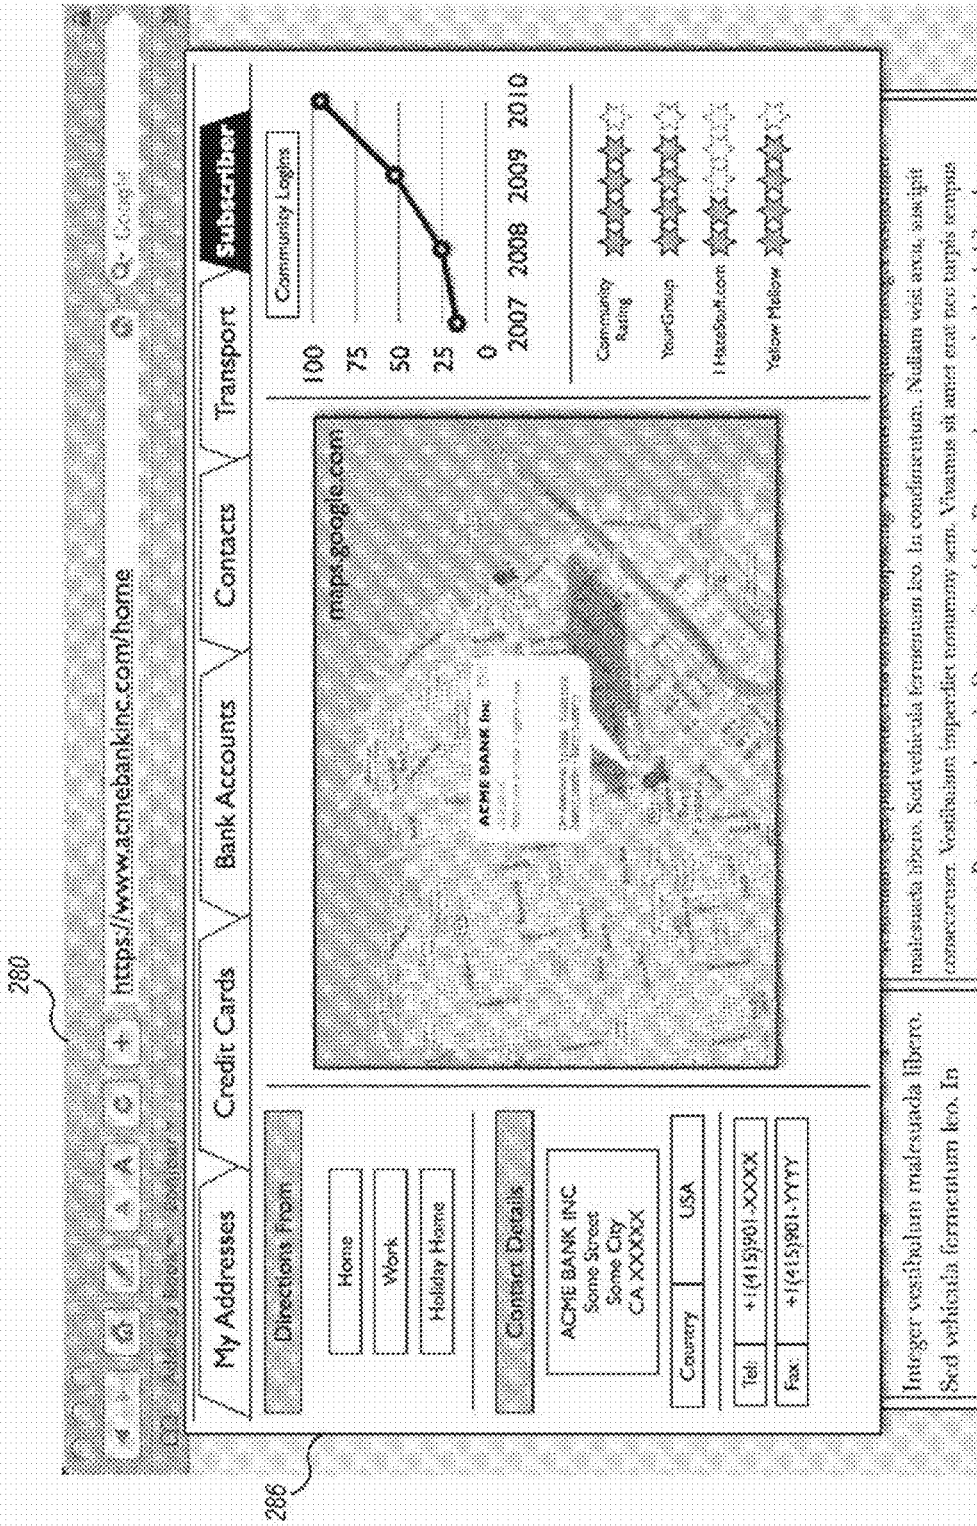 280
https://www.acmebankinc.com/home
Google
My Addresses
Credit Cards
Bank Accounts
Contacts
Transport
Subscriber
286
Directions From
Home
Work
Holiday Home
Contact Details
ACME BANK INC.
Some Street
Some City
CA XXXXX
Country USA
Tel: +1(415)901-XXXX
Fax: +1(415)901-YYYY
maps.google.com
ACME BANK Inc
Community Logins
100
75
50
25
0
2007 2008 2009 2010
Community
Rating
YourGroup
I HateStuff.com
Yellow Mellow
Integer vestibulum malesuada libero.
Sed vehicula fermentum leo. In
malesuada libero. Sed vehicula fermentum leo. In condimentum. Nullam wisi arcu, suscipit
consectetuer. Vestibulum imperdiet nonummy sem. Vivamus sit amet erat nec turpis tempus